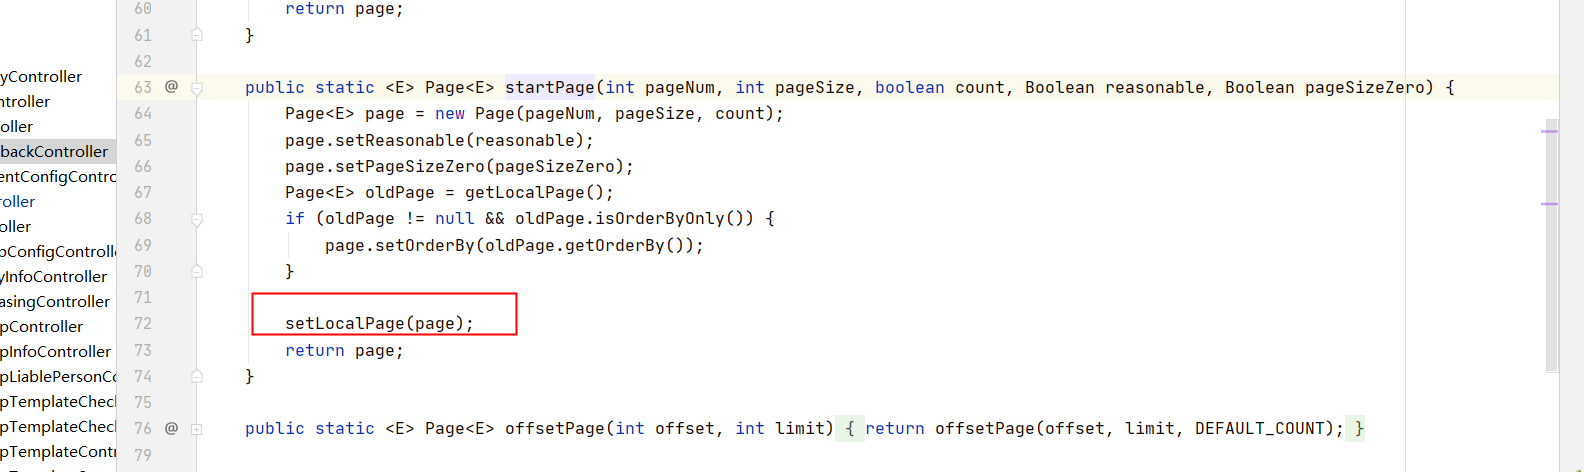 yController
ntroller
oller
backController
entConfigContro
roller
oller
pConfigControlle
yInfoController
asingController
pController
pInfoController
pLiablePersonCo
pTemplateChecl
pTemplateChecl
pTemplateContr
60 return page;
61 }
62
63 @ public static <E> Page<E> startPage(int pageNum, int pageSize, boolean count, Boolean reasonable, Boolean pageSizeZero) {
64 Page<E> page = new Page(pageNum, pageSize, count);
65 page.setReasonable(reasonable);
66 page.setPageSizeZero(pageSizeZero);
67 Page<E> oldPage = getLocalPage();
68 if (oldPage != null && oldPage.isOrderByOnly()) {
69 page.setOrderBy(oldPage.getOrderBy());
70 }
71
72 setLocalPage(page);
73 return page;
74 }
75
76 @ public static <E> Page<E> offsetPage(int offset, int limit) { return offsetPage(offset, limit, DEFAULT_COUNT); }
79